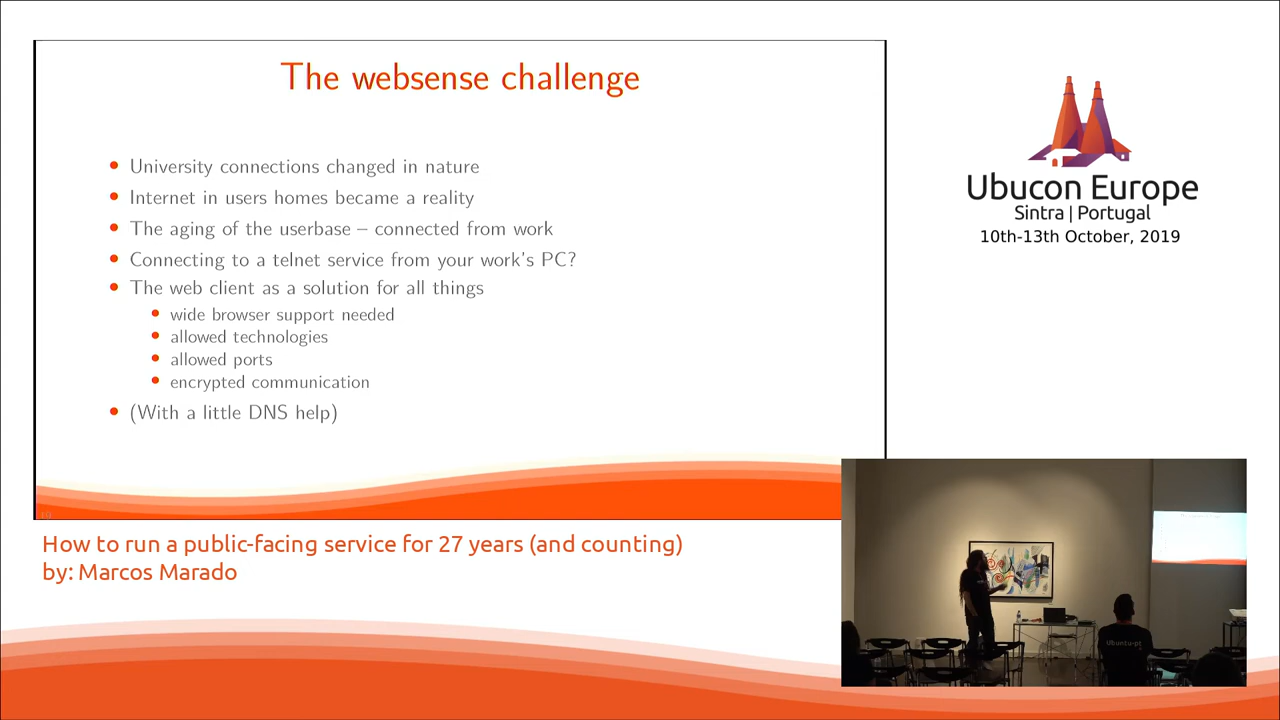 The websense challenge
University connections changed in nature
Internet in users homes became a reality
The aging of the userbase – connected from work
Connecting to a telnet service from your work's PC?
The web client as a solution for all things
wide browser support needed
allowed technologies
allowed ports
encrypted communication
(With a little DNS help)
How to run a public-facing service for 27 years (and counting)
by: Marcos Marado
Ubucon Europe
Sintra | Portugal
10th-13th October, 2019
Ubuntu-pt